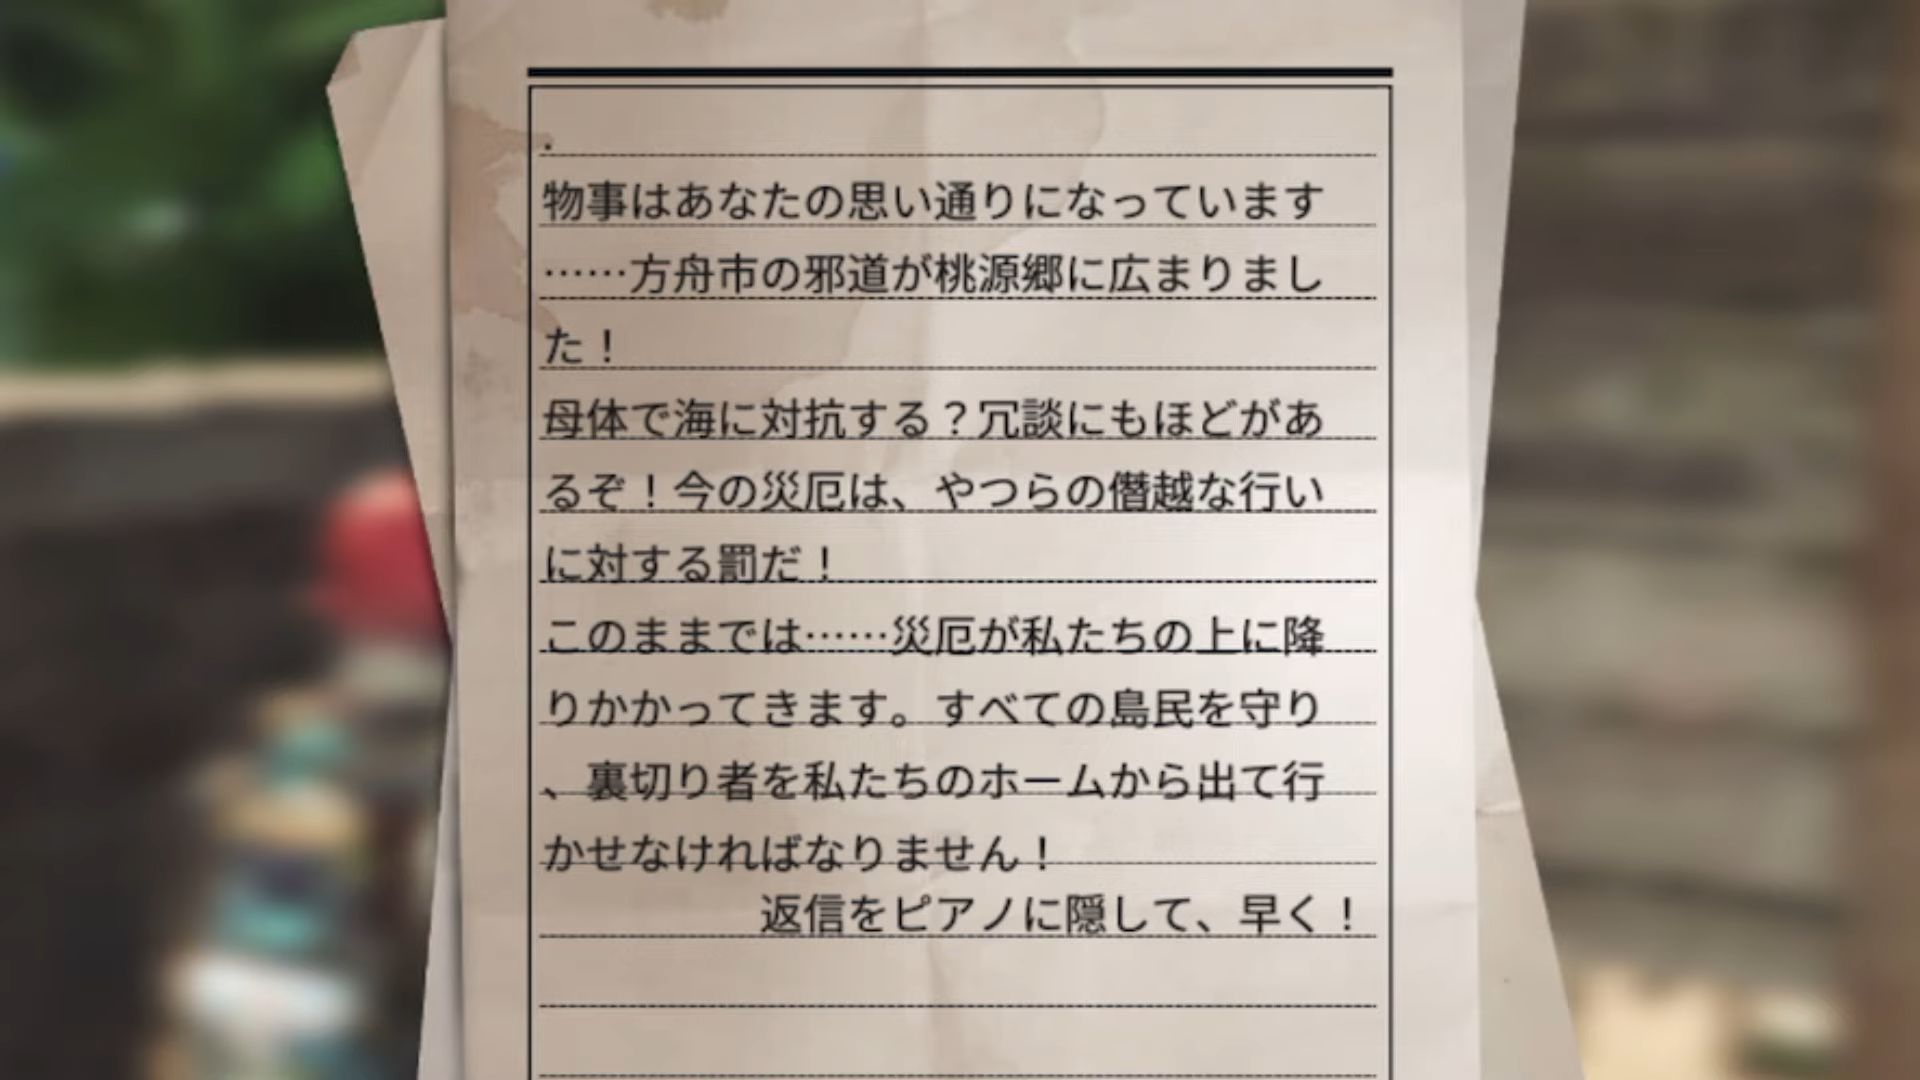 .
物事はあなたの思い通りになっています
……方舟市の邪道が桃源郷に広まりまし
た！
母体で海に対抗する？冗談にもほどがあ
るぞ！今の災厄は、やつらの僭越な行い
に対する罰だ！
このままでは……災厄が私たちの上に降
りかかってきます。すべての島民を守り
、裏切り者を私たちのホームから出て行
かせなければなりません！
返信をピアノに隠して、早く！